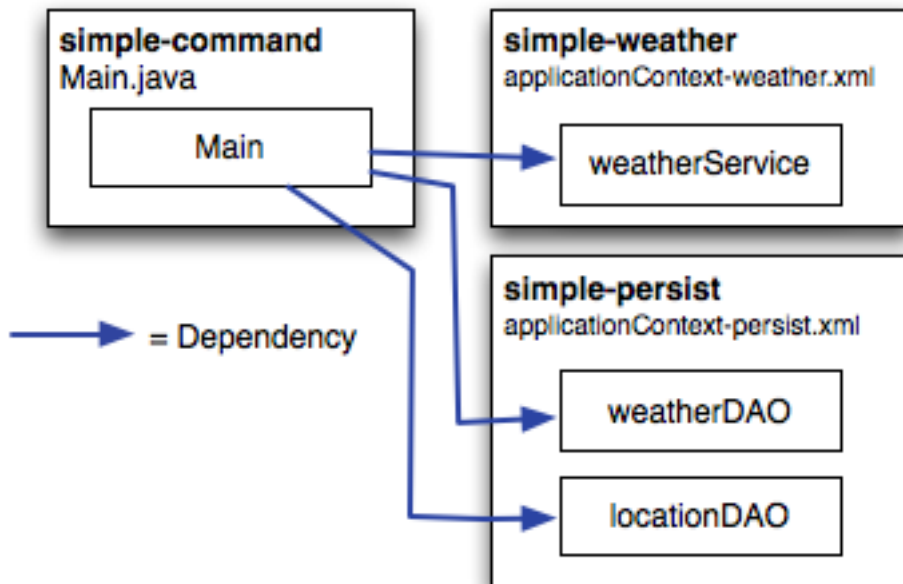 simple-command
Main.java
Main
simple-weather
applicationContext-weather.xml
weatherService
= Dependency
simple-persist
applicationContext-persist.xml
weatherDAO
locationDAO